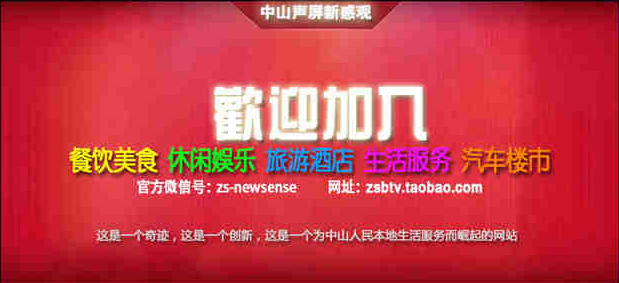 中山声屏新感观
歡迎加入
餐饮美食 休闲娱乐 旅游酒店 生活服务 汽车楼市
官方微信号: zs-newsense 网址: zsbtv.taobao.com
这是一个奇迹，这是一个创新，这是一个为中山人民本地生活服务而崛起的网站